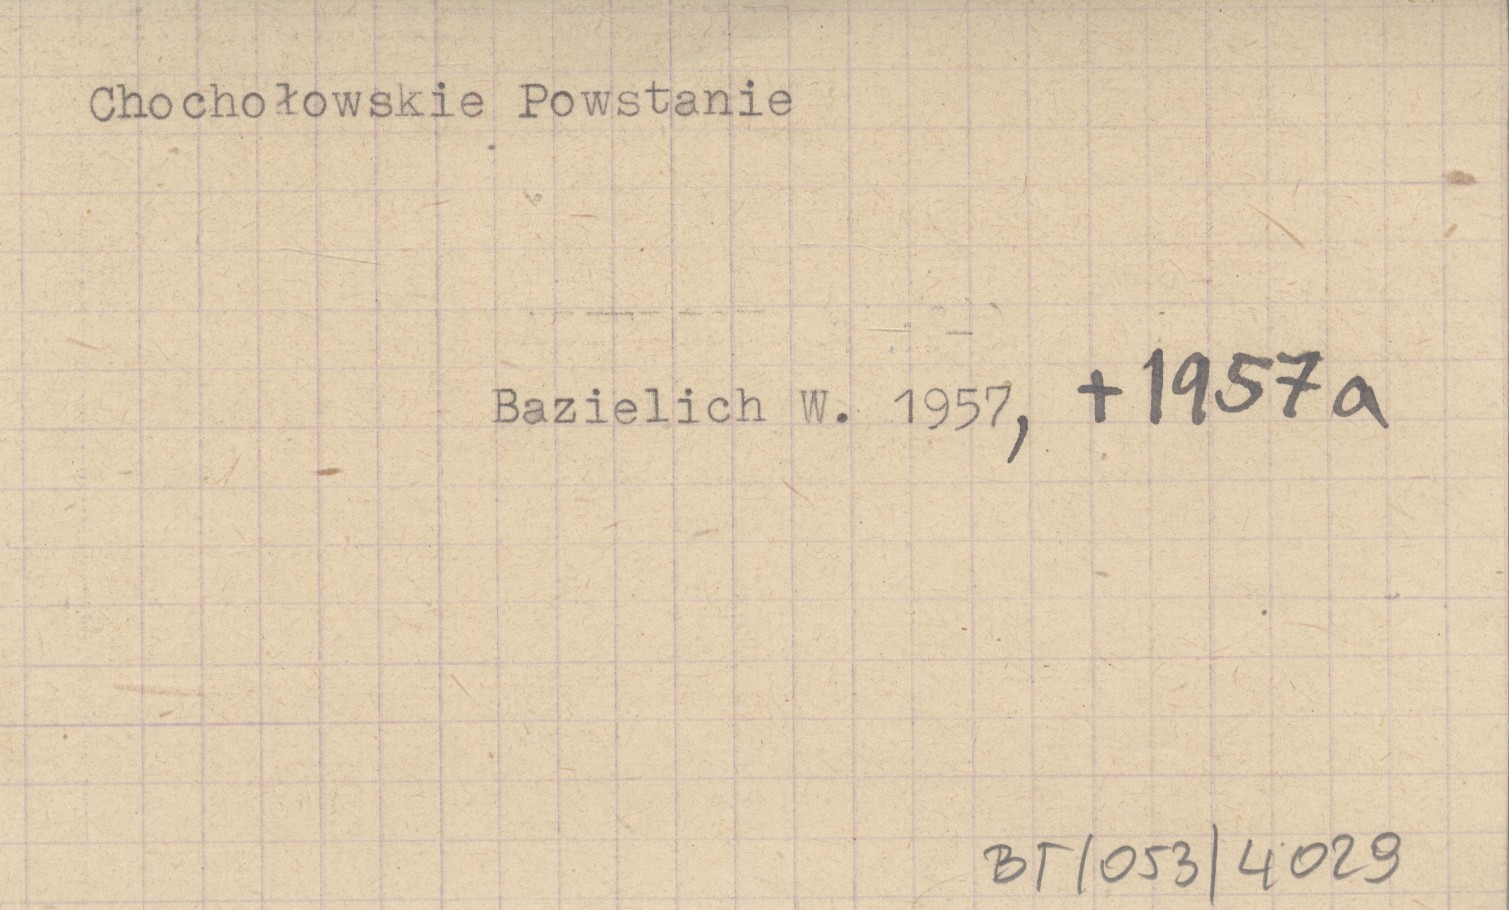 Chochołowskie Powstanie
Bazielich W. 1957, + 1957a
BT/053/4029